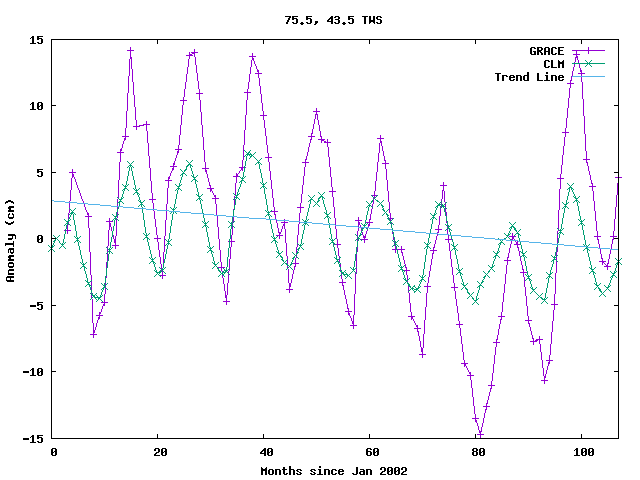 75.5, 43.5 TWS
GRACE
CLM
Trend Line
Anomaly (cm)
15
10
5
0
-5
-10
-15
0 20 40 60 80 100
Months since Jan 2002